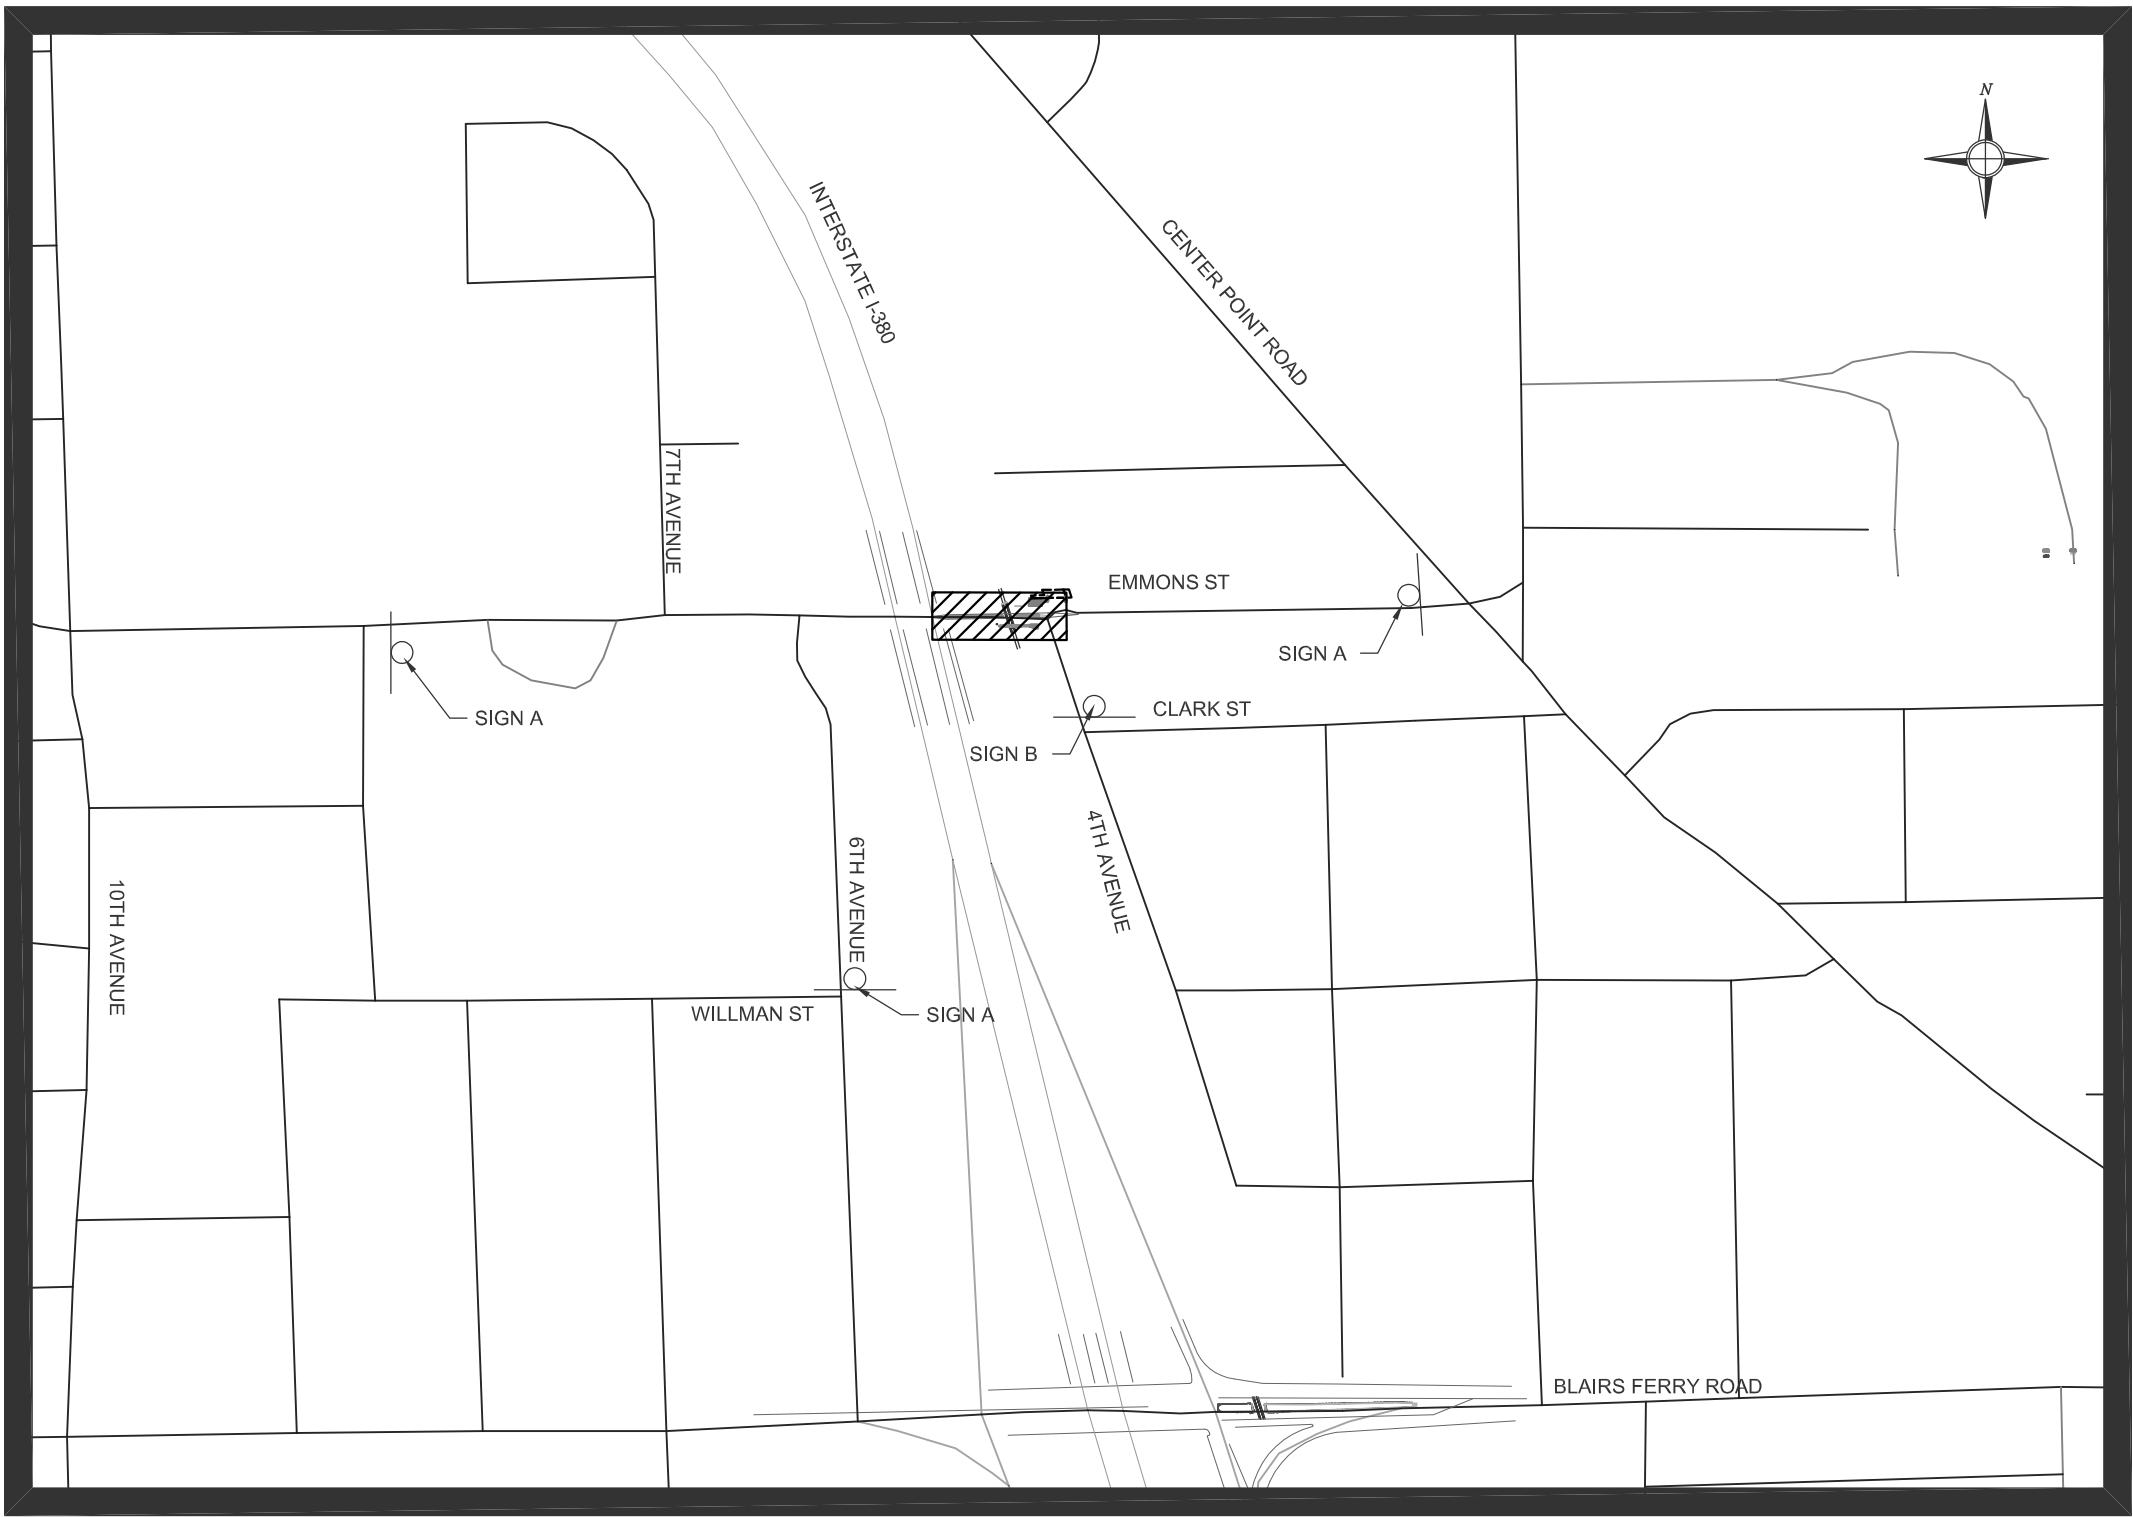 N
INTERSTATE I-380
CENTER POINT ROAD
7TH AVENUE
EMMONS ST
SIGN A
SIGN A
CLARK ST
SIGN B
4TH AVENUE
6TH AVENUE
10TH AVENUE
WILLMAN ST
SIGN A
BLAIRS FERRY ROAD